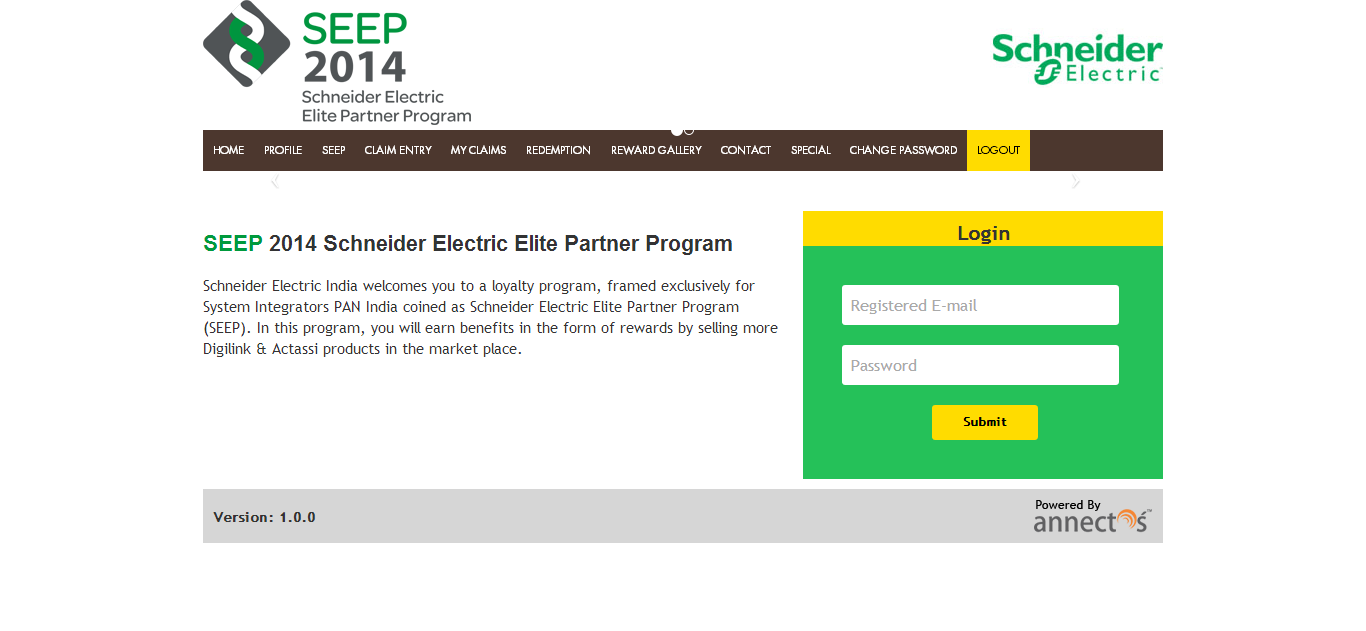 SEEP
2014
Schneider Electric
Elite Partner Program
Schneider
Electric
HOME PROFILE SEEP CLAIM ENTRY MY CLAIMS REDEMPTION REWARD GALLERY CONTACT SPECIAL CHANGE PASSWORD LOGOUT
SEEP 2014 Schneider Electric Elite Partner Program
Schneider Electric India welcomes you to a loyalty program, framed exclusively for
System Integrators PAN India coined as Schneider Electric Elite Partner Program
(SEEP). In this program, you will earn benefits in the form of rewards by selling more
Digilink & Actassi products in the market place.
Login
Registered E-mail
Password
Submit
Version: 1.0.0
Powered By
annectos™